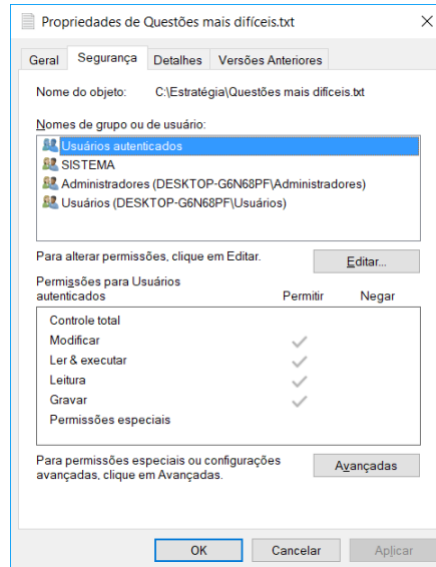 Propriedades de Questões mais difíceis.txt
Geral Segurança Detalhes Versões Anteriores
Nome do objeto: C:\Estratégia\Questões mais difíceis.txt
Nomes de grupo ou de usuário:
Usuários autenticados
SISTEMA
Administradores (DESKTOP-G6N68PF\Administradores)
Usuários (DESKTOP-G6N68PF\Usuários)
Para alterar permissões, clique em Editar.
Editar...
Permissões para Usuários
autenticados Permitir Negar
Controle total
Modificar
Ler & executar
Leitura
Gravar
Permissões especiais
Para permissões especiais ou configurações
avançadas, clique em Avançadas.
Avançadas
OK Cancelar Aplicar